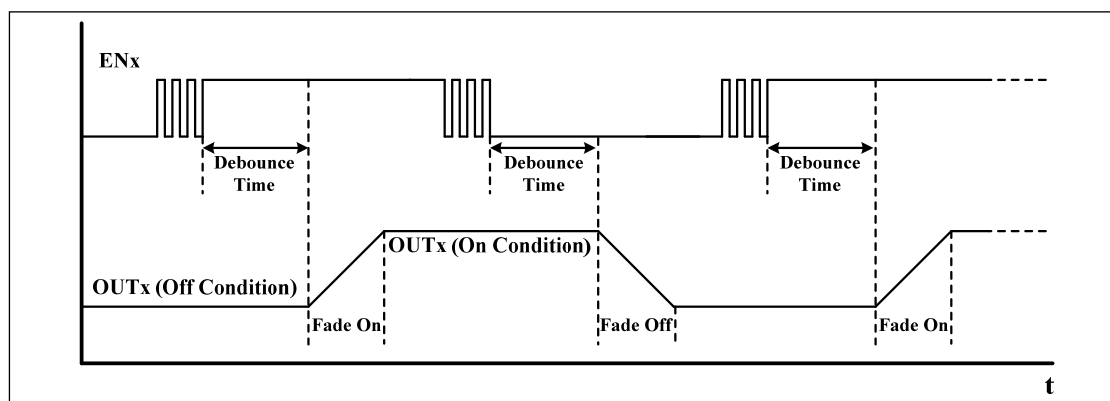 ENx
Debounce
Time
Debounce
Time
Debounce
Time
OUTx (On Condition)
OUTx (Off Condition)
Fade On
Fade Off
Fade On
t